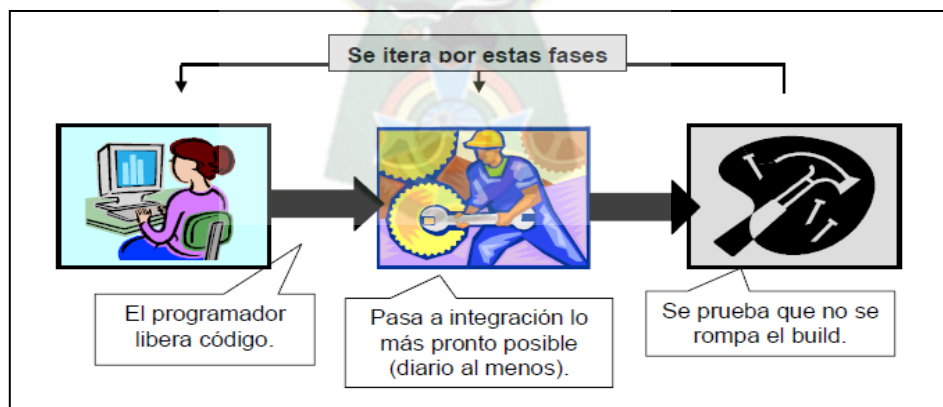 Se itera por estas fases
El programador
libera código.
Pasa a integración lo
más pronto posible
(diario al menos).
Se prueba que no se
rompa el build.